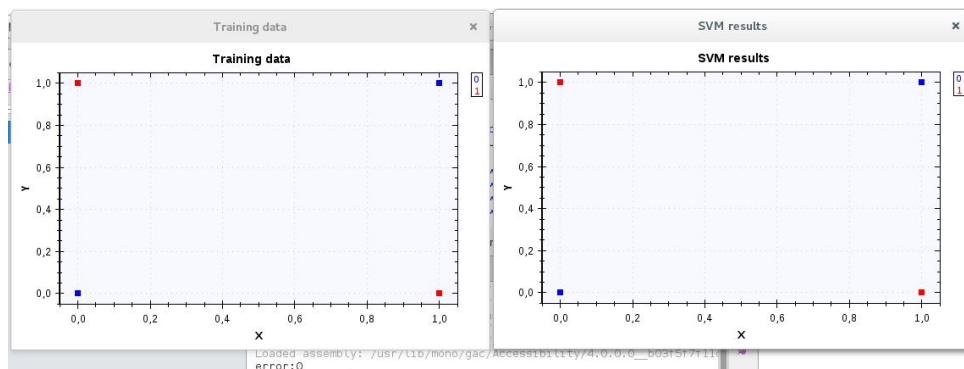 Training data
×
SVM results
×
Training data
0
1
1,0
0,8
0,6
0,4
0,2
0,0
Y
0,0 0,2 0,4 0,6 0,8 1,0
X
SVM results
0
1
1,0
0,8
0,6
0,4
0,2
0,0
Y
0,0 0,2 0,4 0,6 0,8 1,0
X
Loaded assembly: /usr/lib/mono/gac/Accessibility/4.0.0.0__b03f5f7f11
error:0